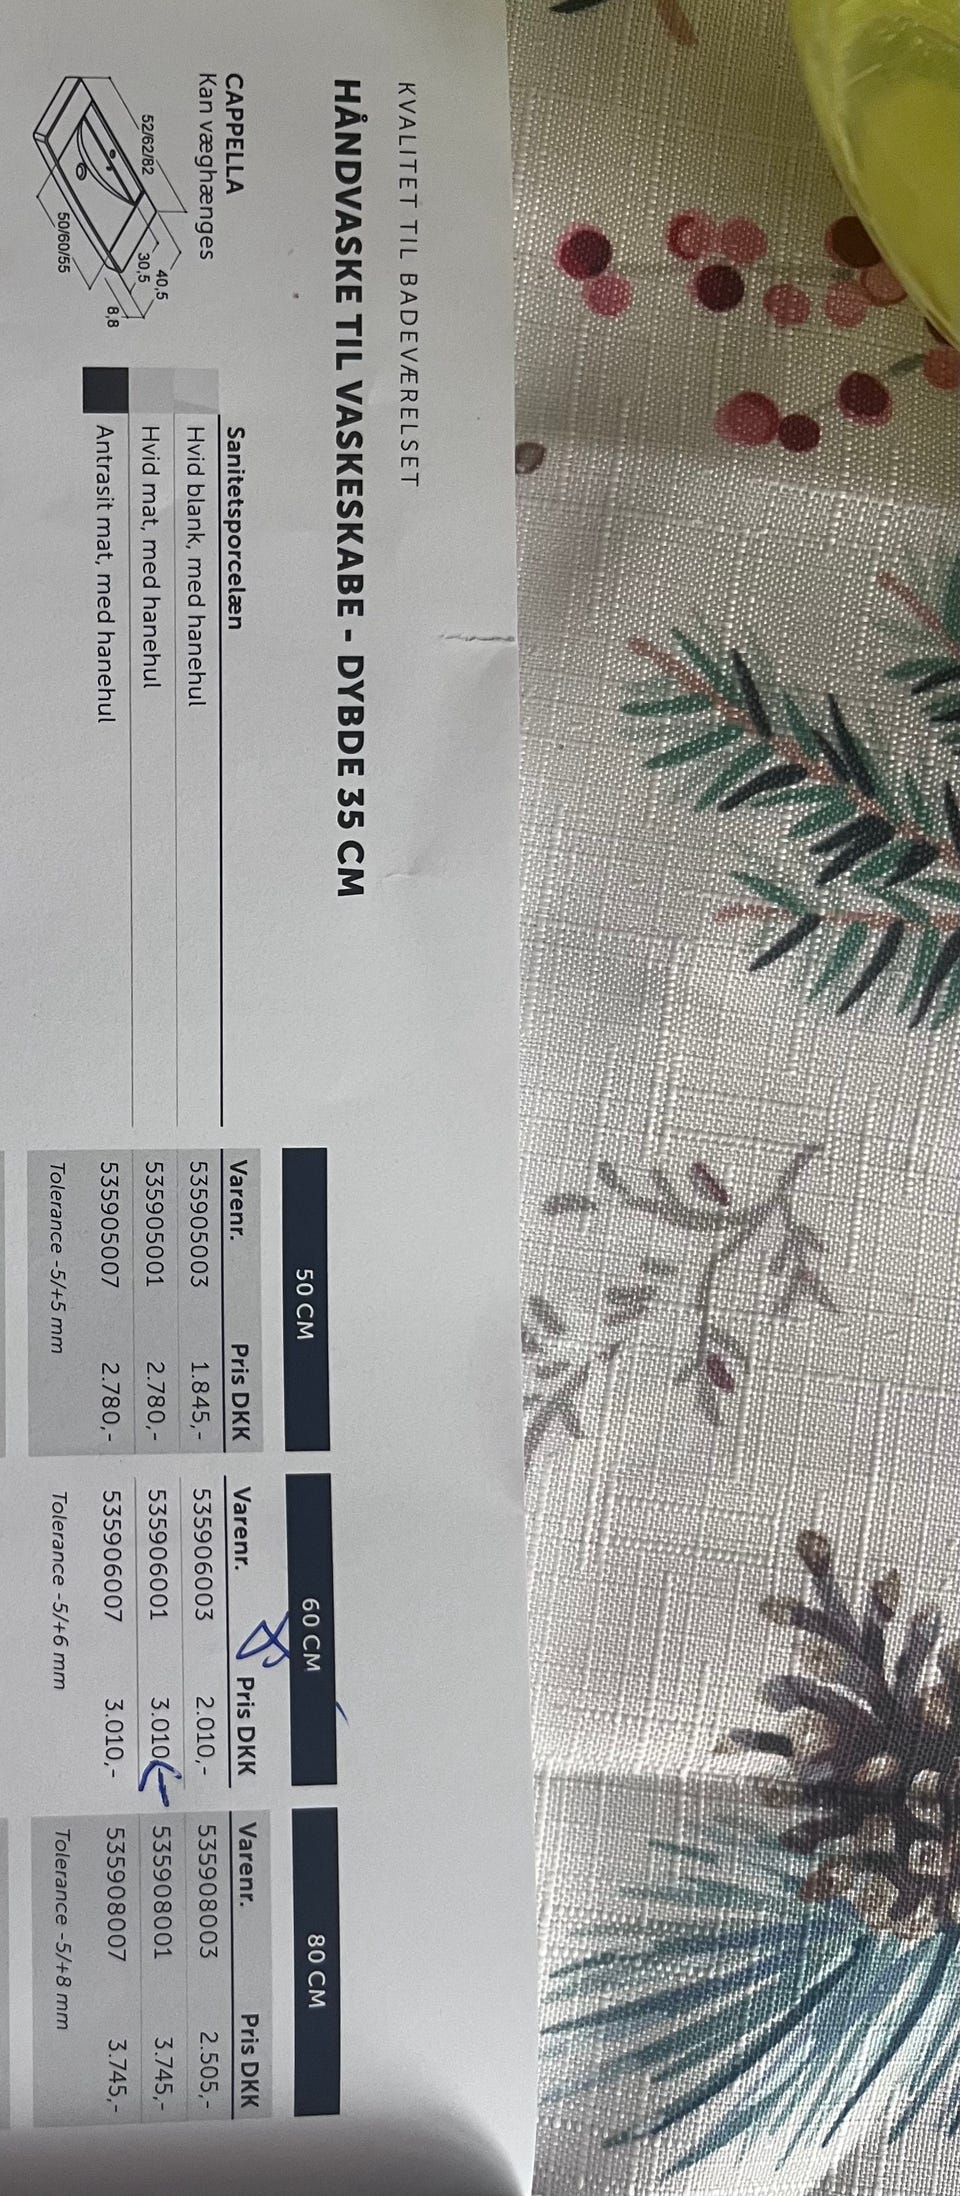 KVALITET TIL BADEVÆRELSET
HÅNDVASKE TIL VASKESKABE - DYBDE 35 CM
50 CM 60 CM 80 CM
CAPPELLA
Kan væghænges
52/62/82
40,5
30,5
8,8
50/60/55
Sanitetsporcelæn Varenr. Pris DKK Varenr. Pris DKK Varenr. Pris DKK
Hvid blank, med hanehul 535905003 1.845,- 535906003 2.010,- 535908003 2.505,-
Hvid mat, med hanehul 535905001 2.780,- 535906001 3.010 535908001 3.745,-
Antrasit mat, med hanehul 535905007 2.780,- 535906007 3.010,- 535908007 3.745,-
Tolerance -5/+5 mm Tolerance -5/+6 mm Tolerance -5/+8 mm